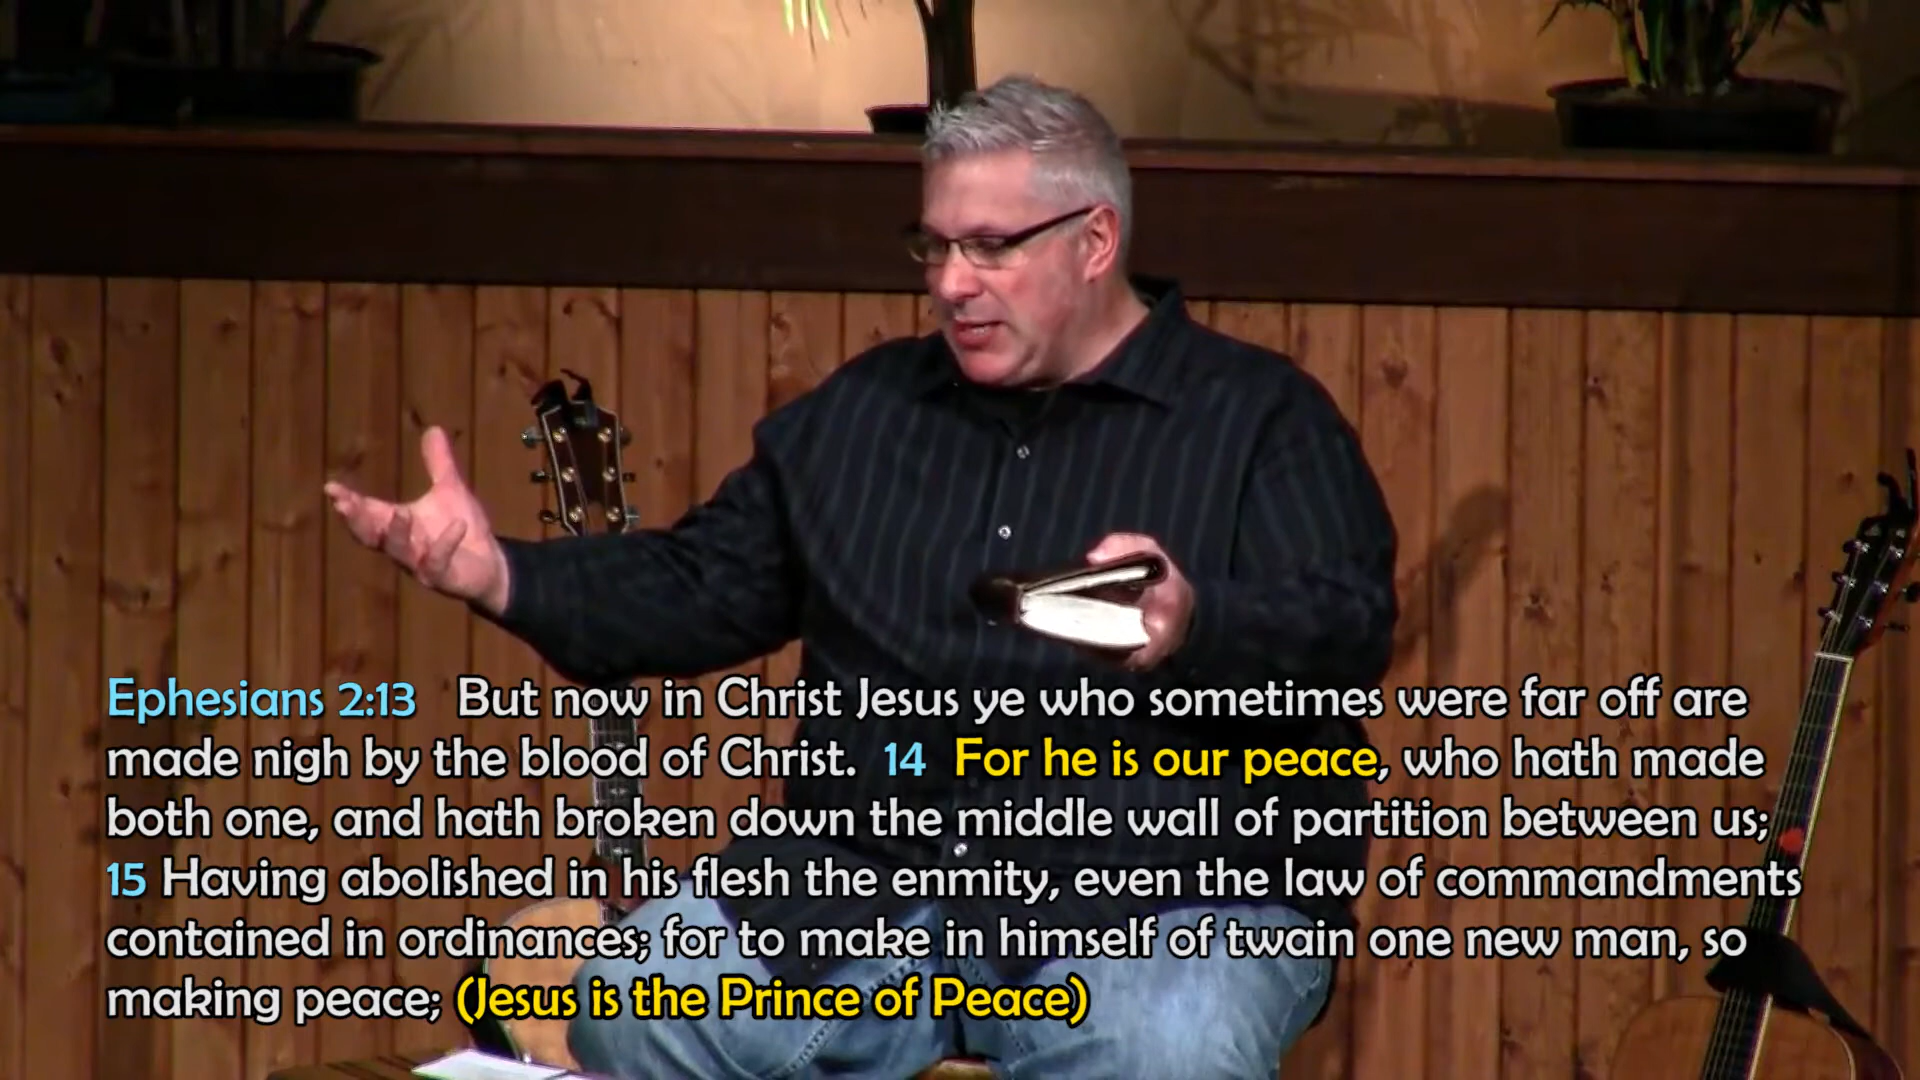 Ephesians 2:13 But now in Christ Jesus ye who sometimes were far off are
made nigh by the blood of Christ. 14 For he is our peace, who hath made
both one, and hath broken down the middle wall of partition between us;
15 Having abolished in his flesh the enmity, even the law of commandments
contained in ordinances; for to make in himself of twain one new man, so
making peace; (Jesus is the Prince of Peace)